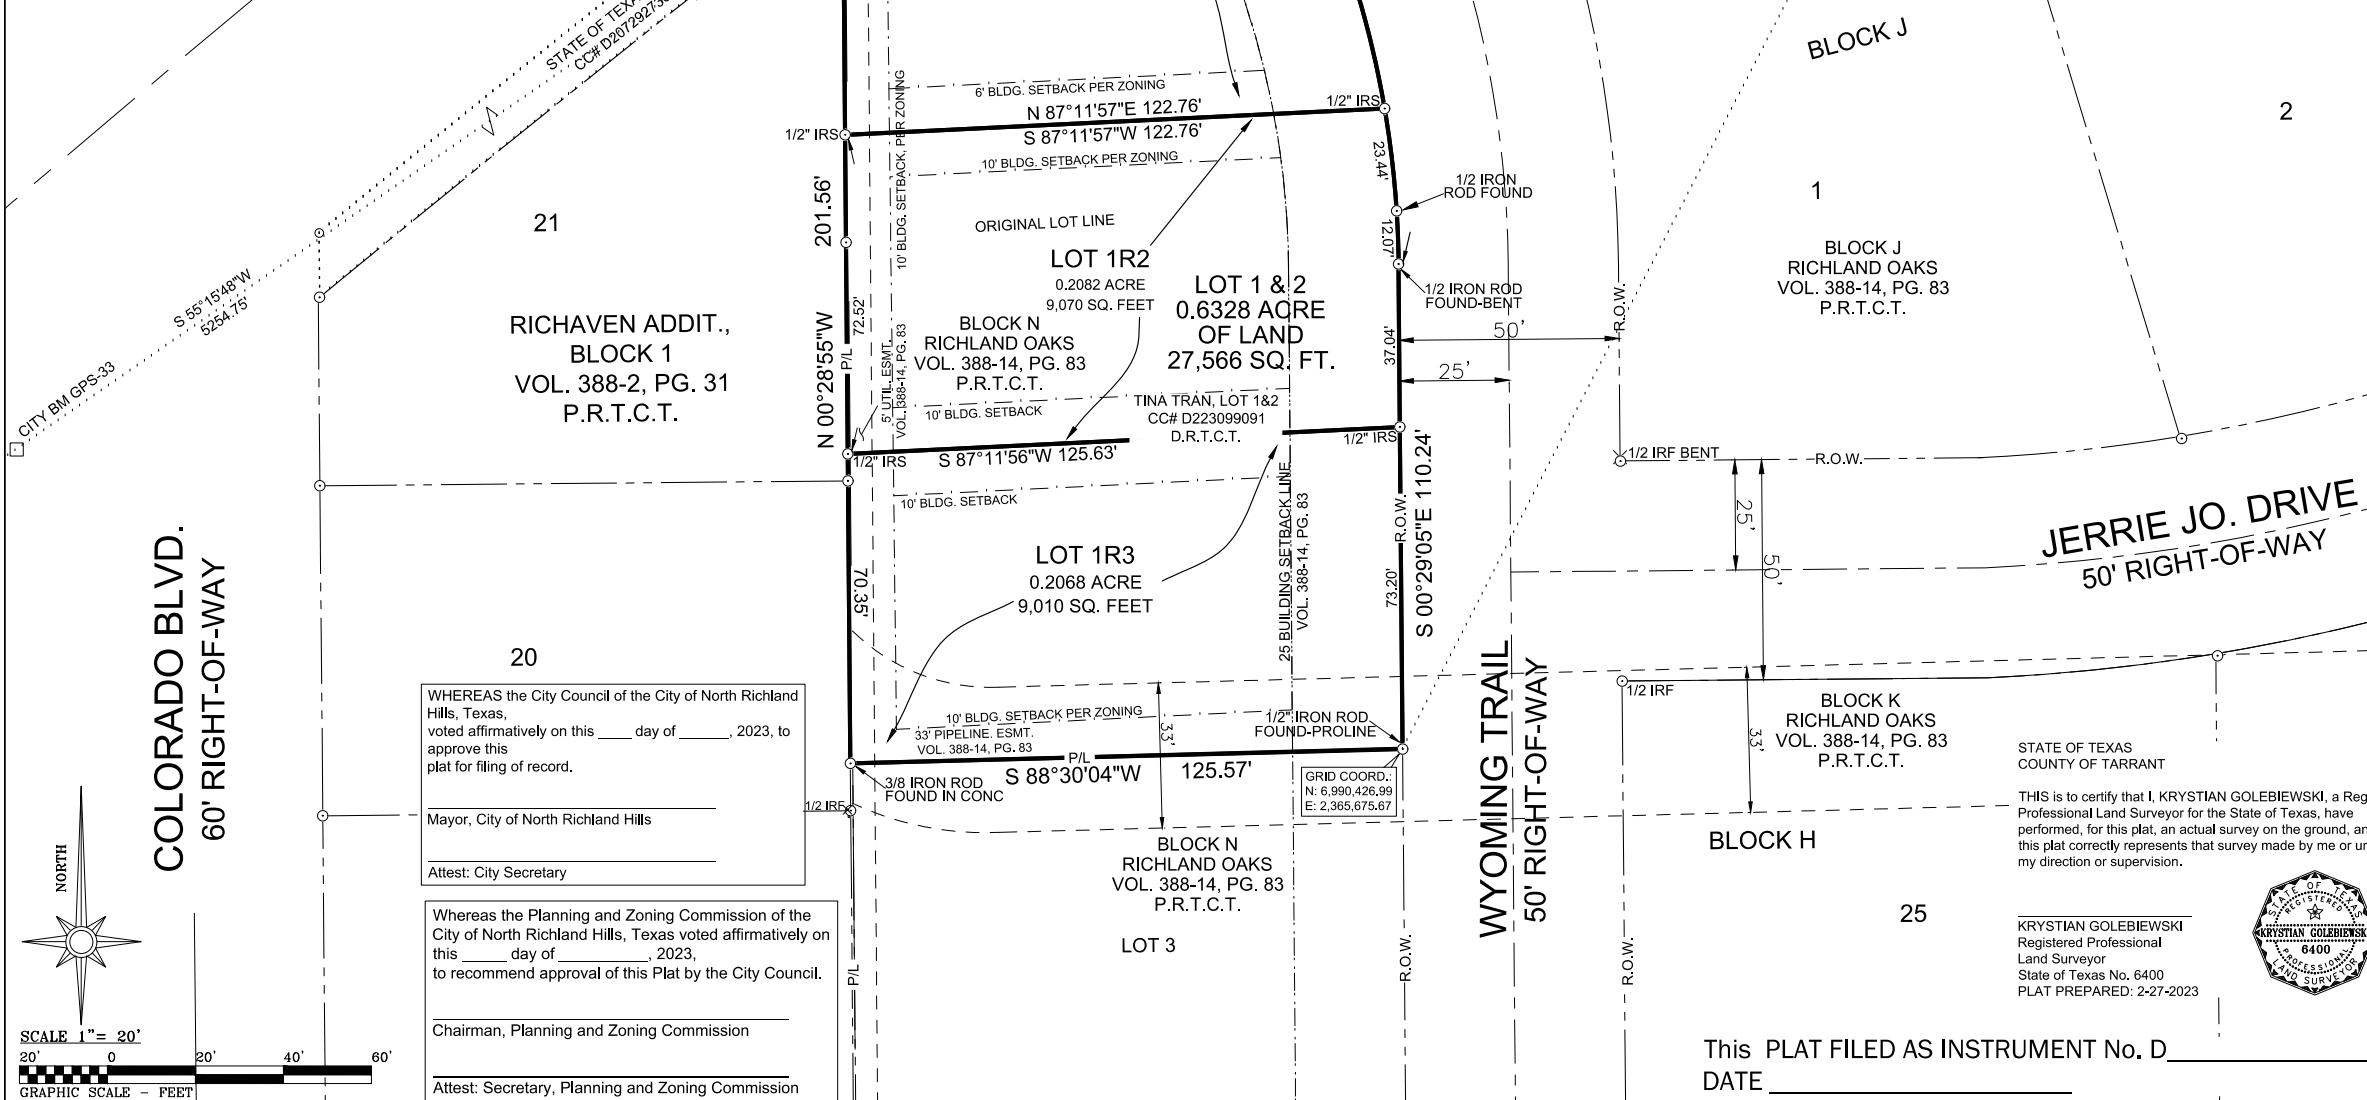 STATE OF TEXA
CC# D2072927
S 55°15'48"W
5254.75'
CITY BM GPS-33
21
RICHAVEN ADDIT.,
BLOCK 1
VOL. 388-2, PG. 31
P.R.T.C.T.
20
COLORADO BLVD.
60' RIGHT-OF-WAY
1/2" IRS
201.56'
N 00°28'55"W
P/L
72.52'
70.35'
10' BLDG. SETBACK, PER ZONING
5' UTIL. ESMT.
VOL. 388-14, PG. 83
6' BLDG. SETBACK PER ZONING
N 87°11'57"E 122.76'
S 87°11'57"W 122.76'
1/2" IRS
10' BLDG. SETBACK PER ZONING
ORIGINAL LOT LINE
LOT 1R2
0.2082 ACRE
9,070 SQ. FEET
BLOCK N
RICHLAND OAKS
VOL. 388-14, PG. 83
P.R.T.C.T.
LOT 1 & 2
0.6328 ACRE
OF LAND
27,566 SQ. FT.
TINA TRAN, LOT 1&2
CC# D223099091
D.R.T.C.T.
10' BLDG. SETBACK
1/2" IRS
S 87°11'56"W 125.63'
1/2" IRS
10' BLDG. SETBACK
LOT 1R3
0.2068 ACRE
9,010 SQ. FEET
25 BUILDING SETBACK LINE
VOL. 388-14, PG. 83
10' BLDG. SETBACK PER ZONING
33' PIPELINE. ESMT.
VOL. 388-14, PG. 83
33'
1/2" IRON ROD
FOUND-PROLINE
P/L
S 88°30'04"W 125.57'
3/8 IRON ROD
FOUND IN CONC
1/2 IRF
GRID COORD.:
N: 6,990,426,99
E: 2,365,675.67
BLOCK N
RICHLAND OAKS
VOL. 388-14, PG. 83
P.R.T.C.T.
LOT 3
P/L
R.O.W.
23.44'
1/2 IRON
ROD FOUND
12.07'
1/2 IRON ROD
FOUND-BENT
37.04'
50'
25'
R.O.W.
R.O.W.
73.20'
S 00°29'05"E 110.24'
WYOMING TRAIL
50' RIGHT-OF-WAY
BLOCK J
2
1
BLOCK J
RICHLAND OAKS
VOL. 388-14, PG. 83
P.R.T.C.T.
1/2 IRF BENT
R.O.W.
25'
50'
JERRIE JO. DRIVE
50' RIGHT-OF-WAY
1/2 IRF
33'
BLOCK K
RICHLAND OAKS
VOL. 388-14, PG. 83
P.R.T.C.T.
BLOCK H
25
R.O.W.
WHEREAS the City Council of the City of North Richland
Hills, Texas,
voted affirmatively on this ____ day of ______, 2023, to
approve this
plat for filing of record.
Mayor, City of North Richland Hills
Attest: City Secretary
Whereas the Planning and Zoning Commission of the
City of North Richland Hills, Texas voted affirmatively on
this _____ day of __________, 2023,
to recommend approval of this Plat by the City Council.
Chairman, Planning and Zoning Commission
Attest: Secretary, Planning and Zoning Commission
NORTH
SCALE 1"= 20'
20' 0 20' 40' 60'
GRAPHIC SCALE - FEET
STATE OF TEXAS
COUNTY OF TARRANT
THIS is to certify that I, KRYSTIAN GOLEBIEWSKI, a Reg
Professional Land Surveyor for the State of Texas, have
performed, for this plat, an actual survey on the ground, an
this plat correctly represents that survey made by me or un
my direction or supervision.
KRYSTIAN GOLEBIEWSKI
Registered Professional
Land Surveyor
State of Texas No. 6400
PLAT PREPARED: 2-27-2023
STATE OF TEXAS
REGISTERED
KRYSTIAN GOLEBIEWSK
6400
PROFESSIONAL
LAND SURVEYOR
This PLAT FILED AS INSTRUMENT No. D
DATE